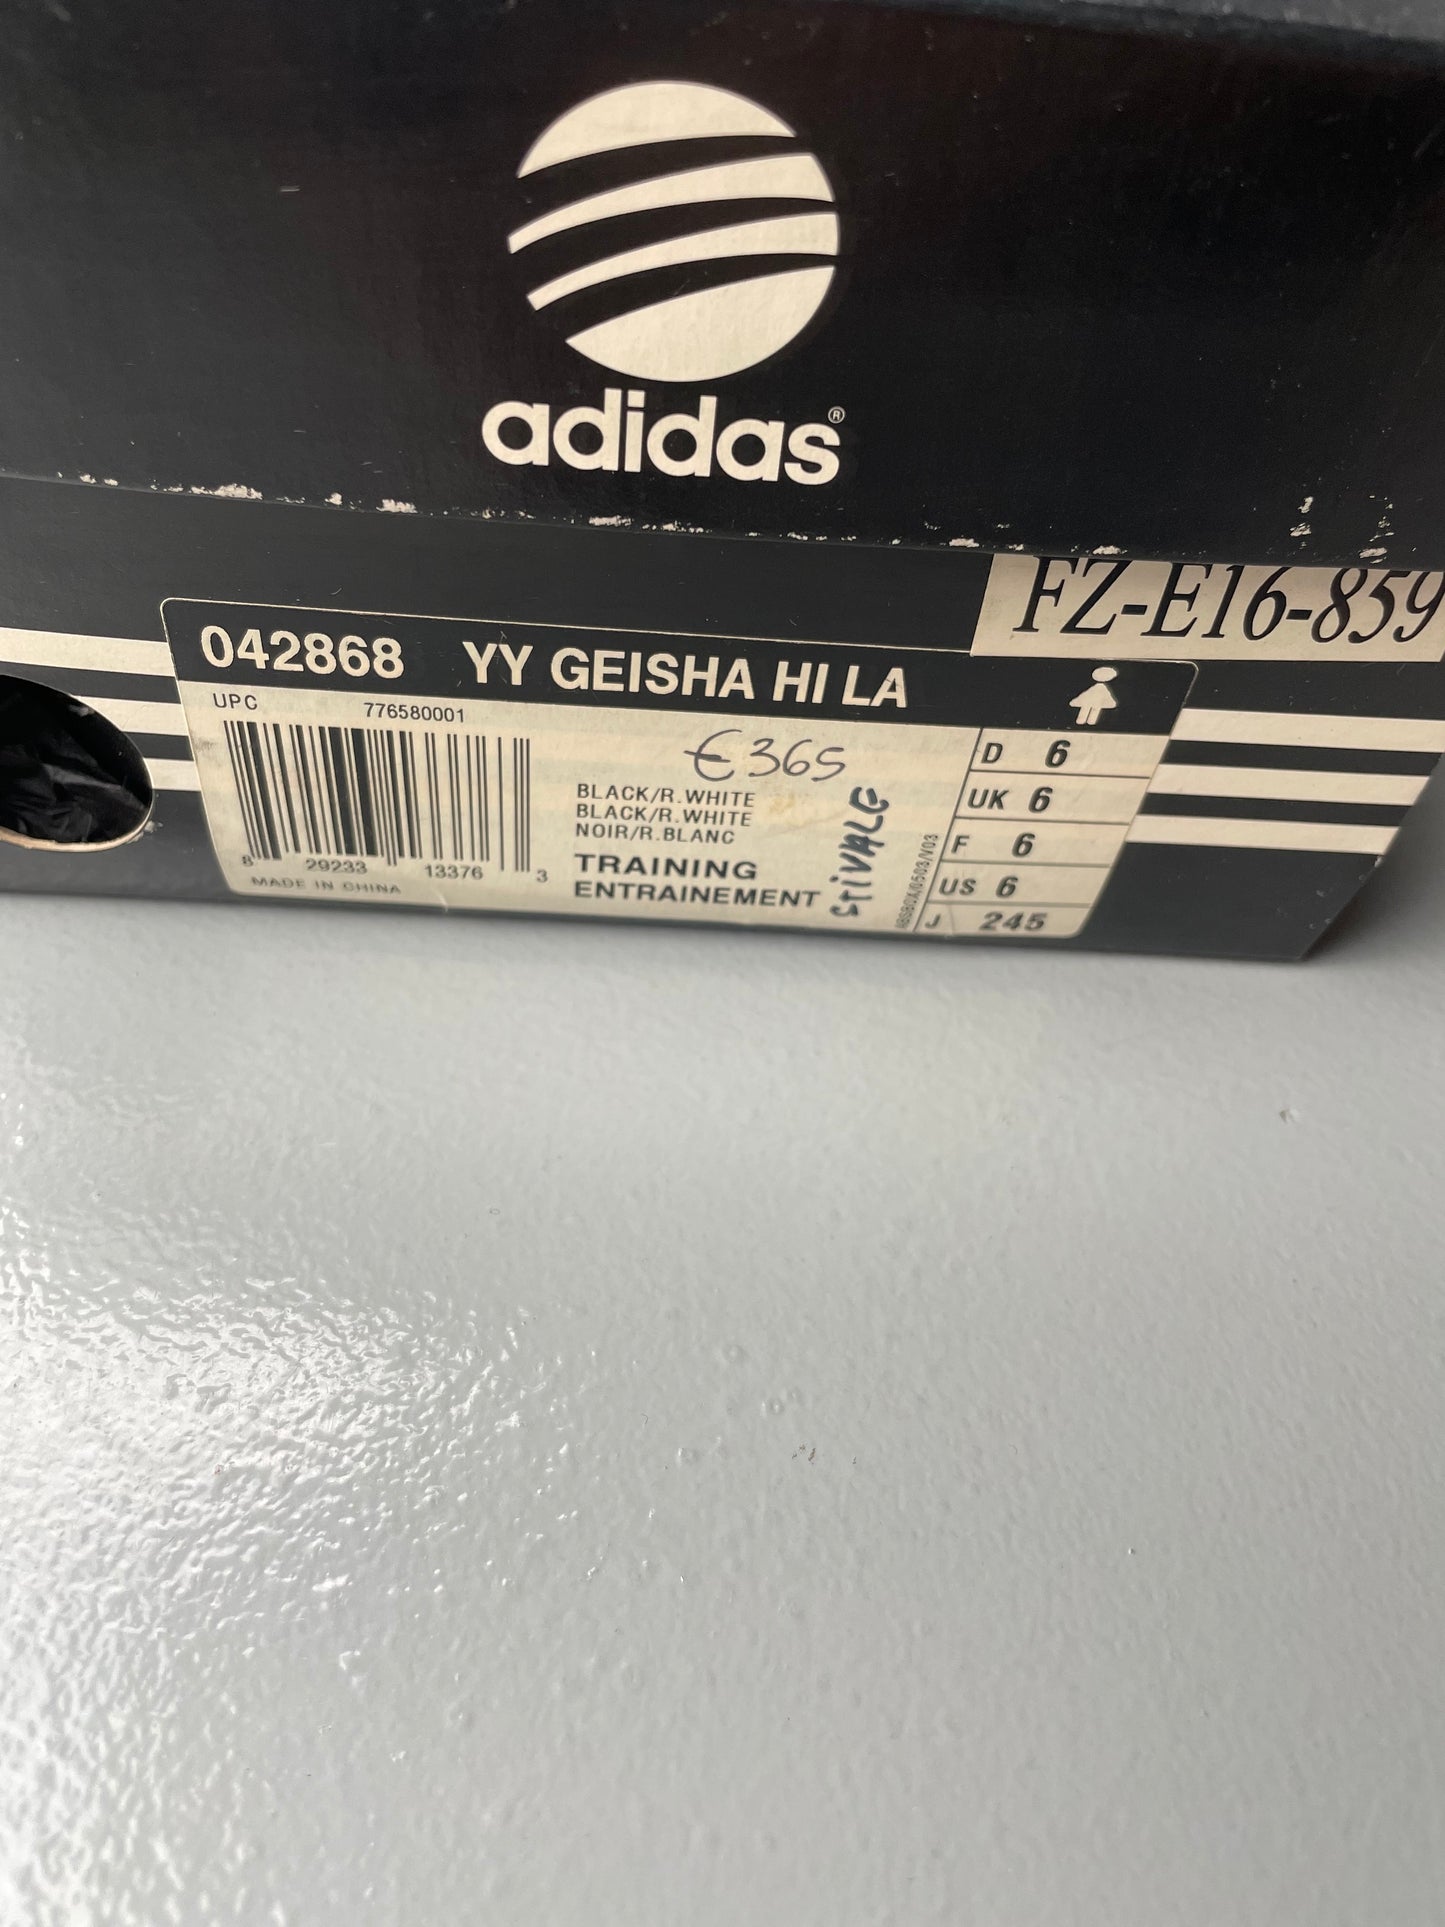 adidas®
FZ-E16-859
042868 YY GEISHA HI LA
UPC 776580001
€365
BLACK/R.WHITE
BLACK/R.WHITE
NOIR/R.BLANC
TRAINING
ENTRAINEMENT
STIVALE
8 29233 13376 3
MADE IN CHINA
D 6
UK 6
F 6
US 6
J 245